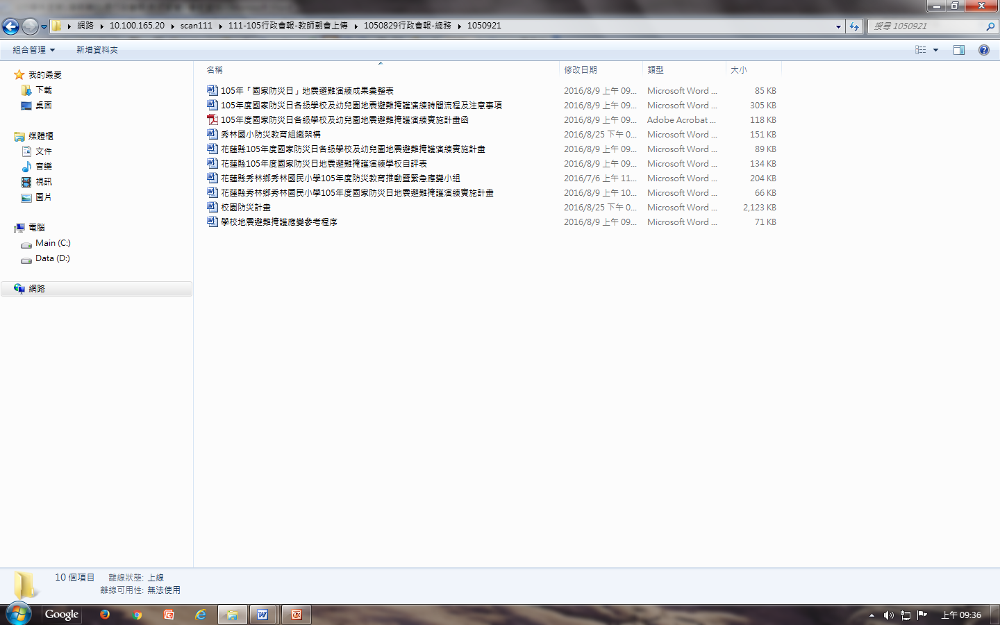 網路 10.100.165.20 scan111 111-105行政會報-教師朝會上傳 1050829行政會報-總務 1050921
搜尋 1050921
組合管理 新增資料夾
我的最愛
下載
桌面
媒體櫃
文件
音樂
視訊
圖片
電腦
Main (C:)
Data (D:)
網路
名稱 修改日期 類型 大小
105年「國家防災日」地震避難演練成果彙整表 2016/8/9 上午 09... Microsoft Word ... 85 KB
105年度國家防災日各級學校及幼兒園地震避難掩護演練時間流程及注意事項 2016/8/9 上午 09... Microsoft Word ... 305 KB
105年度國家防災日各級學校及幼兒園地震避難掩護演練實施計畫函 2016/8/9 上午 09... Adobe Acrobat ... 118 KB
秀林國小防災教育組織架構 2016/8/25 下午 0... Microsoft Word ... 151 KB
花蓮縣105年度國家防災日各級學校及幼兒園地震避難掩護演練實施計畫 2016/8/9 上午 09... Microsoft Word ... 89 KB
花蓮縣105年度國家防災日地震避難掩護演練學校自評表 2016/8/9 上午 09... Microsoft Word ... 134 KB
花蓮縣秀林鄉秀林國民小學105年度防災教育推動暨緊急應變小組 2016/7/6 上午 11... Microsoft Word ... 204 KB
花蓮縣秀林鄉秀林國民小學105年度國家防災日地震避難掩護演練實施計畫 2016/8/9 上午 10... Microsoft Word ... 66 KB
校園防災計畫 2016/8/25 下午 0... Microsoft Word ... 2,123 KB
學校地震避難掩護應變參考程序 2016/8/9 上午 09... Microsoft Word ... 71 KB
10 個項目 離線狀態: 上線
離線可用性: 無法使用
Google
上午 09:36